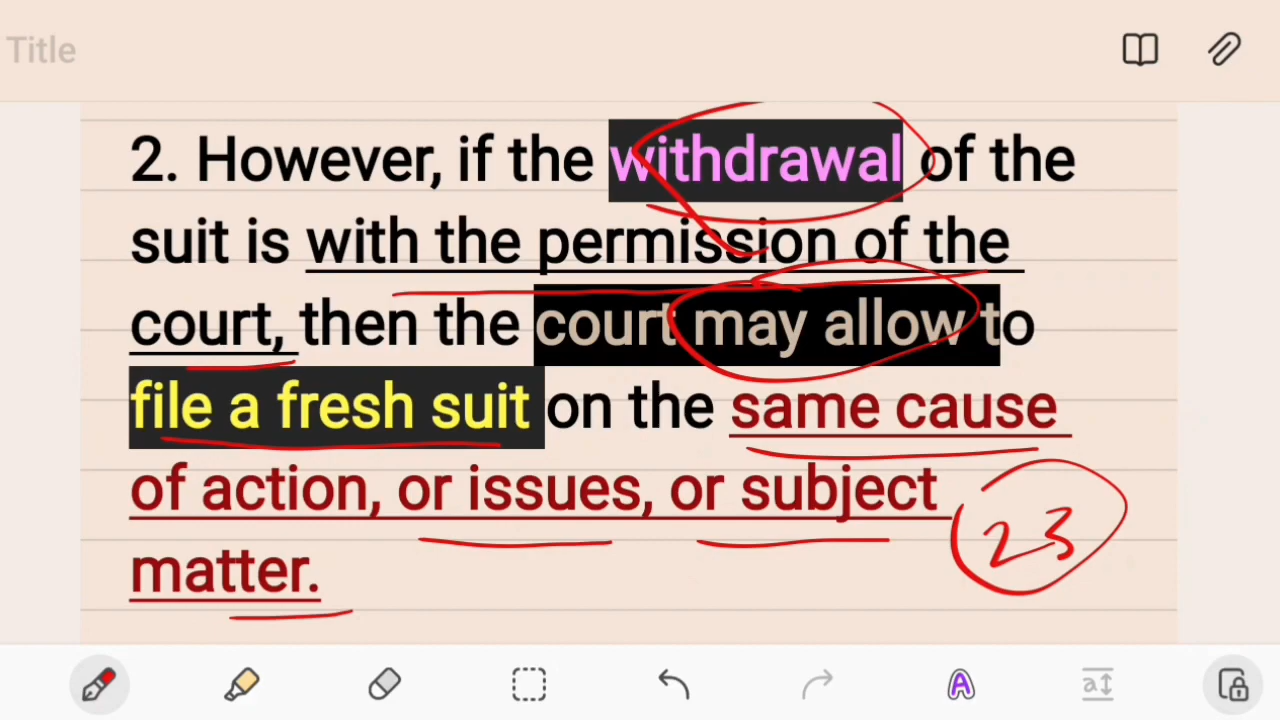 Title
2. However, if the withdrawal of the
suit is with the permission of the
court, then the court may allow to
file a fresh suit on the same cause
of action, or issues, or subject
matter.
23
A
a